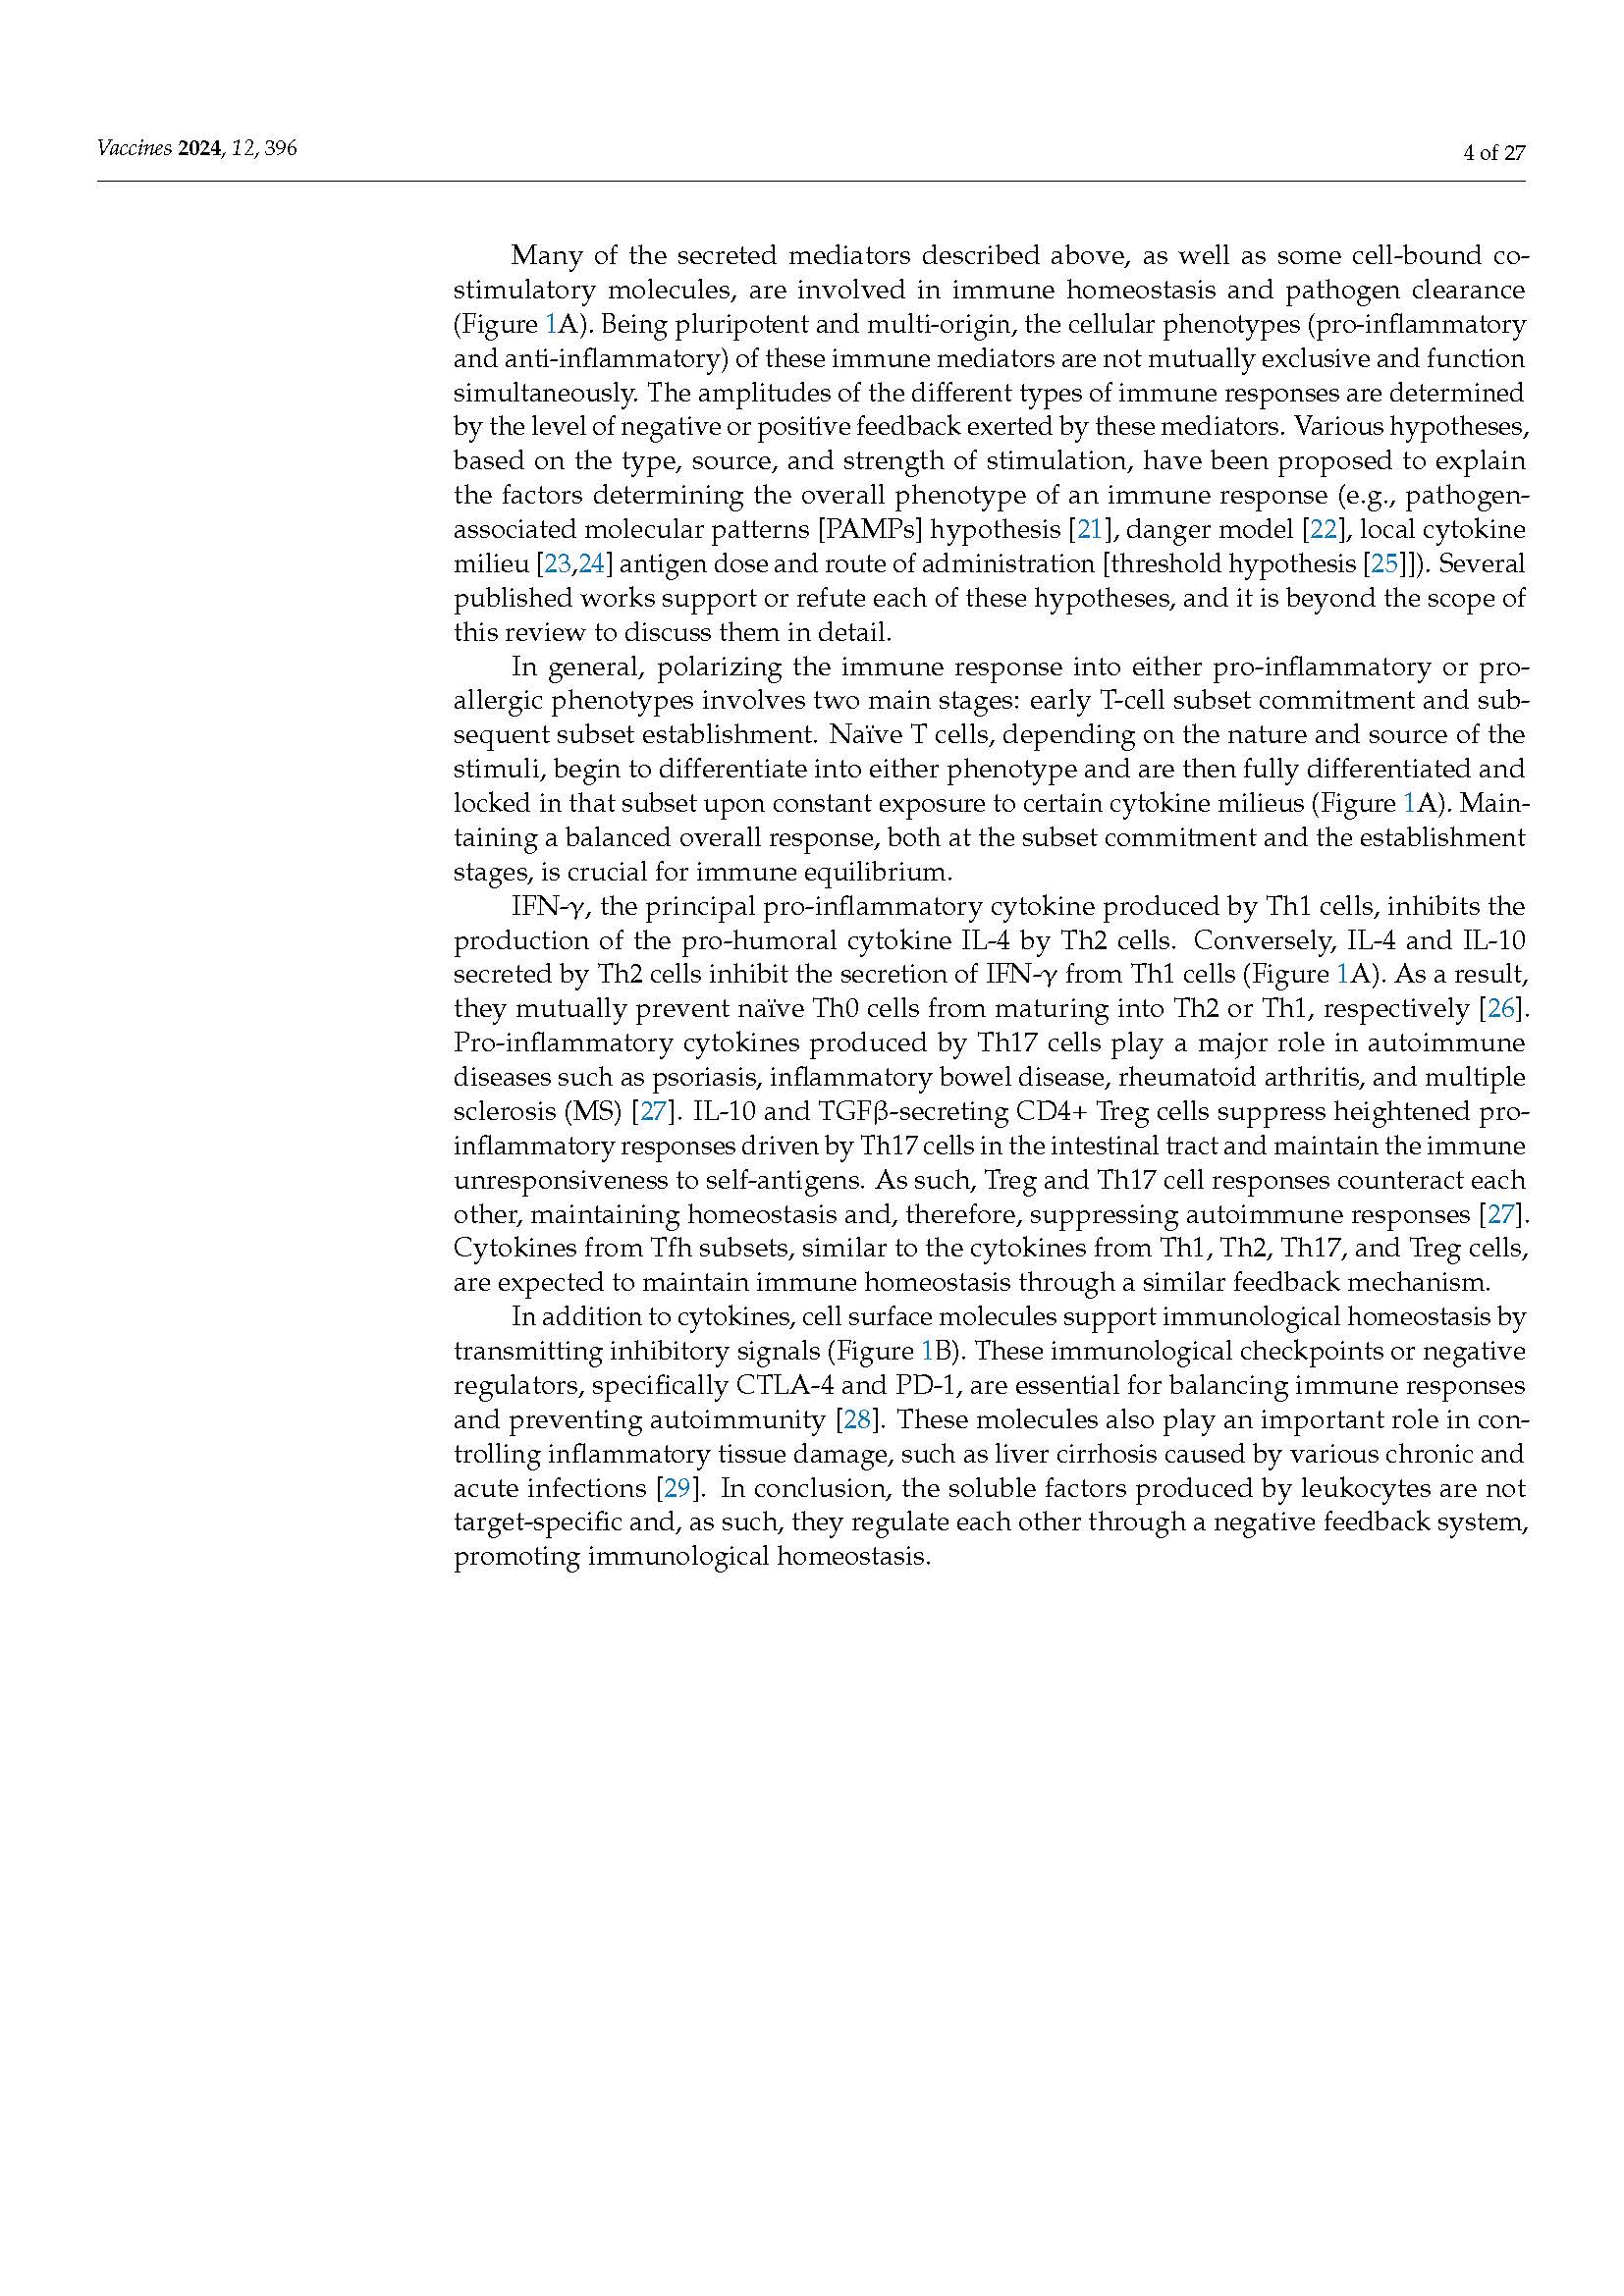 Vaccines 2024, 12, 396
4 of 27
Many of the secreted mediators described above, as well as some cell-bound co-
stimulatory molecules, are involved in immune homeostasis and pathogen clearance
(Figure 1A). Being pluripotent and multi-origin, the cellular phenotypes (pro-inflammatory
and anti-inflammatory) of these immune mediators are not mutually exclusive and function
simultaneously. The amplitudes of the different types of immune responses are determined
by the level of negative or positive feedback exerted by these mediators. Various hypotheses,
based on the type, source, and strength of stimulation, have been proposed to explain
the factors determining the overall phenotype of an immune response (e.g., pathogen-
associated molecular patterns [PAMPs] hypothesis [21], danger model [22], local cytokine
milieu [23,24] antigen dose and route of administration [threshold hypothesis [25]]). Several
published works support or refute each of these hypotheses, and it is beyond the scope of
this review to discuss them in detail.
In general, polarizing the immune response into either pro-inflammatory or pro-
allergic phenotypes involves two main stages: early T-cell subset commitment and sub-
sequent subset establishment. Naïve T cells, depending on the nature and source of the
stimuli, begin to differentiate into either phenotype and are then fully differentiated and
locked in that subset upon constant exposure to certain cytokine milieus (Figure 1A). Main-
taining a balanced overall response, both at the subset commitment and the establishment
stages, is crucial for immune equilibrium.
IFN-γ, the principal pro-inflammatory cytokine produced by Th1 cells, inhibits the
production of the pro-humoral cytokine IL-4 by Th2 cells. Conversely, IL-4 and IL-10
secreted by Th2 cells inhibit the secretion of IFN-γ from Th1 cells (Figure 1A). As a result,
they mutually prevent naïve Th0 cells from maturing into Th2 or Th1, respectively [26].
Pro-inflammatory cytokines produced by Th17 cells play a major role in autoimmune
diseases such as psoriasis, inflammatory bowel disease, rheumatoid arthritis, and multiple
sclerosis (MS) [27]. IL-10 and TGFβ-secreting CD4+ Treg cells suppress heightened pro-
inflammatory responses driven by Th17 cells in the intestinal tract and maintain the immune
unresponsiveness to self-antigens. As such, Treg and Th17 cell responses counteract each
other, maintaining homeostasis and, therefore, suppressing autoimmune responses [27].
Cytokines from Tfh subsets, similar to the cytokines from Th1, Th2, Th17, and Treg cells,
are expected to maintain immune homeostasis through a similar feedback mechanism.
In addition to cytokines, cell surface molecules support immunological homeostasis by
transmitting inhibitory signals (Figure 1B). These immunological checkpoints or negative
regulators, specifically CTLA-4 and PD-1, are essential for balancing immune responses
and preventing autoimmunity [28]. These molecules also play an important role in con-
trolling inflammatory tissue damage, such as liver cirrhosis caused by various chronic and
acute infections [29]. In conclusion, the soluble factors produced by leukocytes are not
target-specific and, as such, they regulate each other through a negative feedback system,
promoting immunological homeostasis.